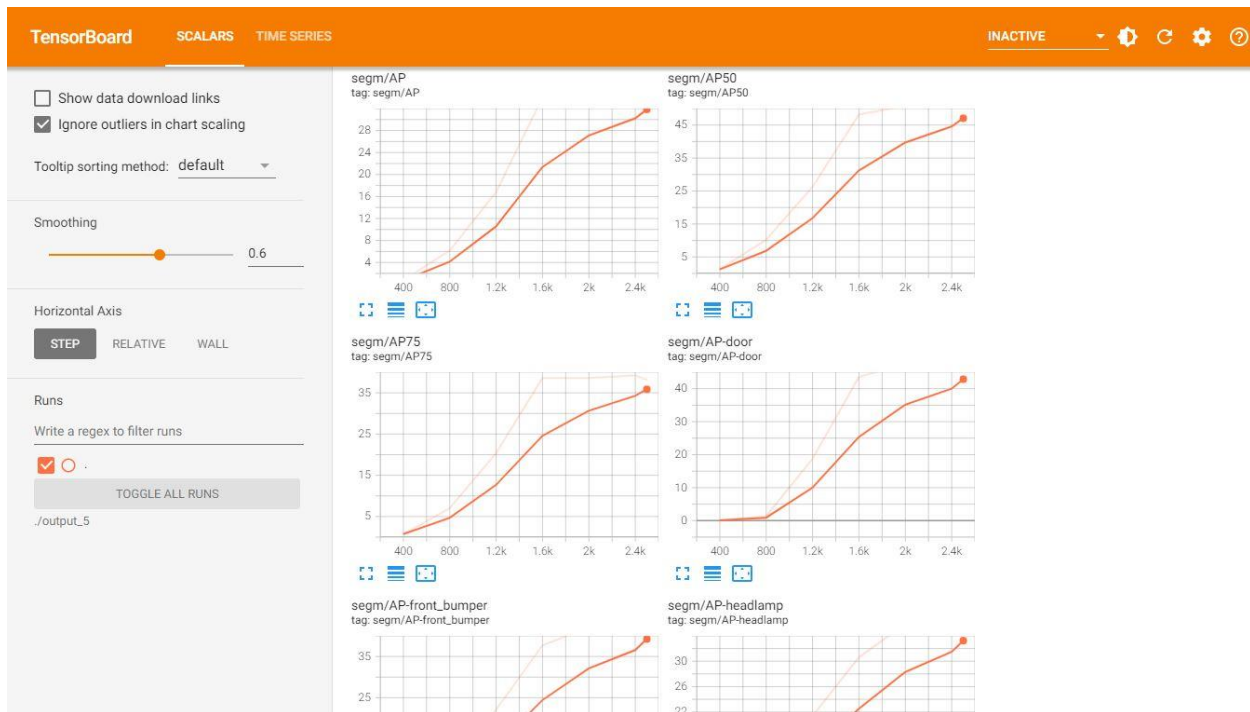 TensorBoard SCALARS TIME SERIES INACTIVE
Show data download links
Ignore outliers in chart scaling
Tooltip sorting method: default
Smoothing
0.6
Horizontal Axis
STEP RELATIVE WALL
Runs
Write a regex to filter runs
.
TOGGLE ALL RUNS
./output_5
segm/AP
tag: segm/AP
28
24
20
16
12
8
4
400 800 1.2k 1.6k 2k 2.4k
segm/AP50
tag: segm/AP50
45
35
25
15
5
400 800 1.2k 1.6k 2k 2.4k
segm/AP75
tag: segm/AP75
35
25
15
5
400 800 1.2k 1.6k 2k 2.4k
segm/AP-door
tag: segm/AP-door
40
30
20
10
0
400 800 1.2k 1.6k 2k 2.4k
segm/AP-front_bumper
tag: segm/AP-front_bumper
35
25
segm/AP-headlamp
tag: segm/AP-headlamp
30
26
22